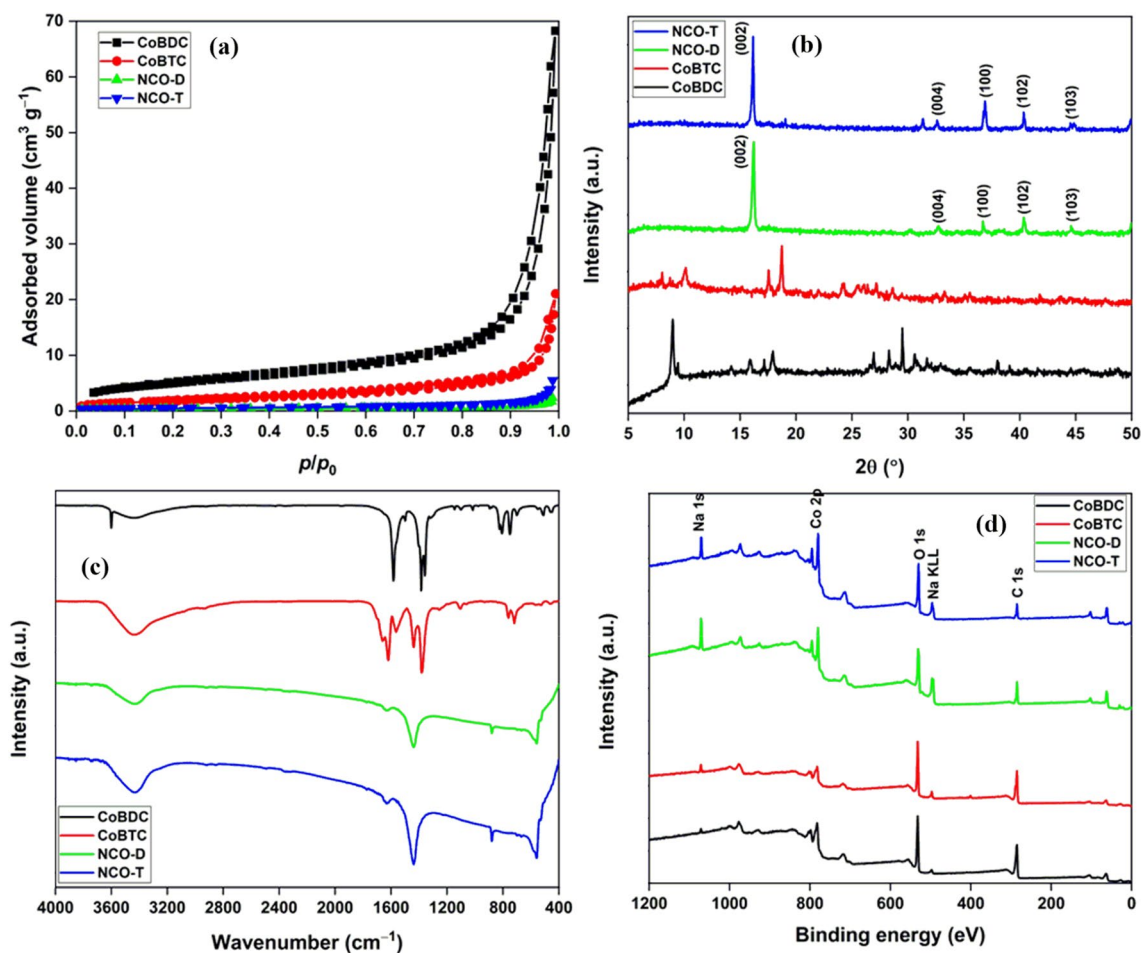 (a)
CoBDC
CoBTC
NCO-D
NCO-T
Adsorbed volume (cm³ g⁻¹)
70
60
50
40
30
20
10
0
0.0 0.1 0.2 0.3 0.4 0.5 0.6 0.7 0.8 0.9 1.0
p/p₀
(b)
NCO-T
NCO-D
CoBTC
CoBDC
(002)
(004)
(100)
(102)
(103)
(002)
(004)
(100)
(102)
(103)
Intensity (a.u.)
5 10 15 20 25 30 35 40 45 50
2θ (°)
(c)
CoBDC
CoBTC
NCO-D
NCO-T
Intensity (a.u.)
4000 3600 3200 2800 2400 2000 1600 1200 800 400
Wavenumber (cm⁻¹)
(d)
Na 1s
Co 2p
O 1s
Na KLL
C 1s
CoBDC
CoBTC
NCO-D
NCO-T
Intensity (a.u.)
1200 1000 800 600 400 200 0
Binding energy (eV)